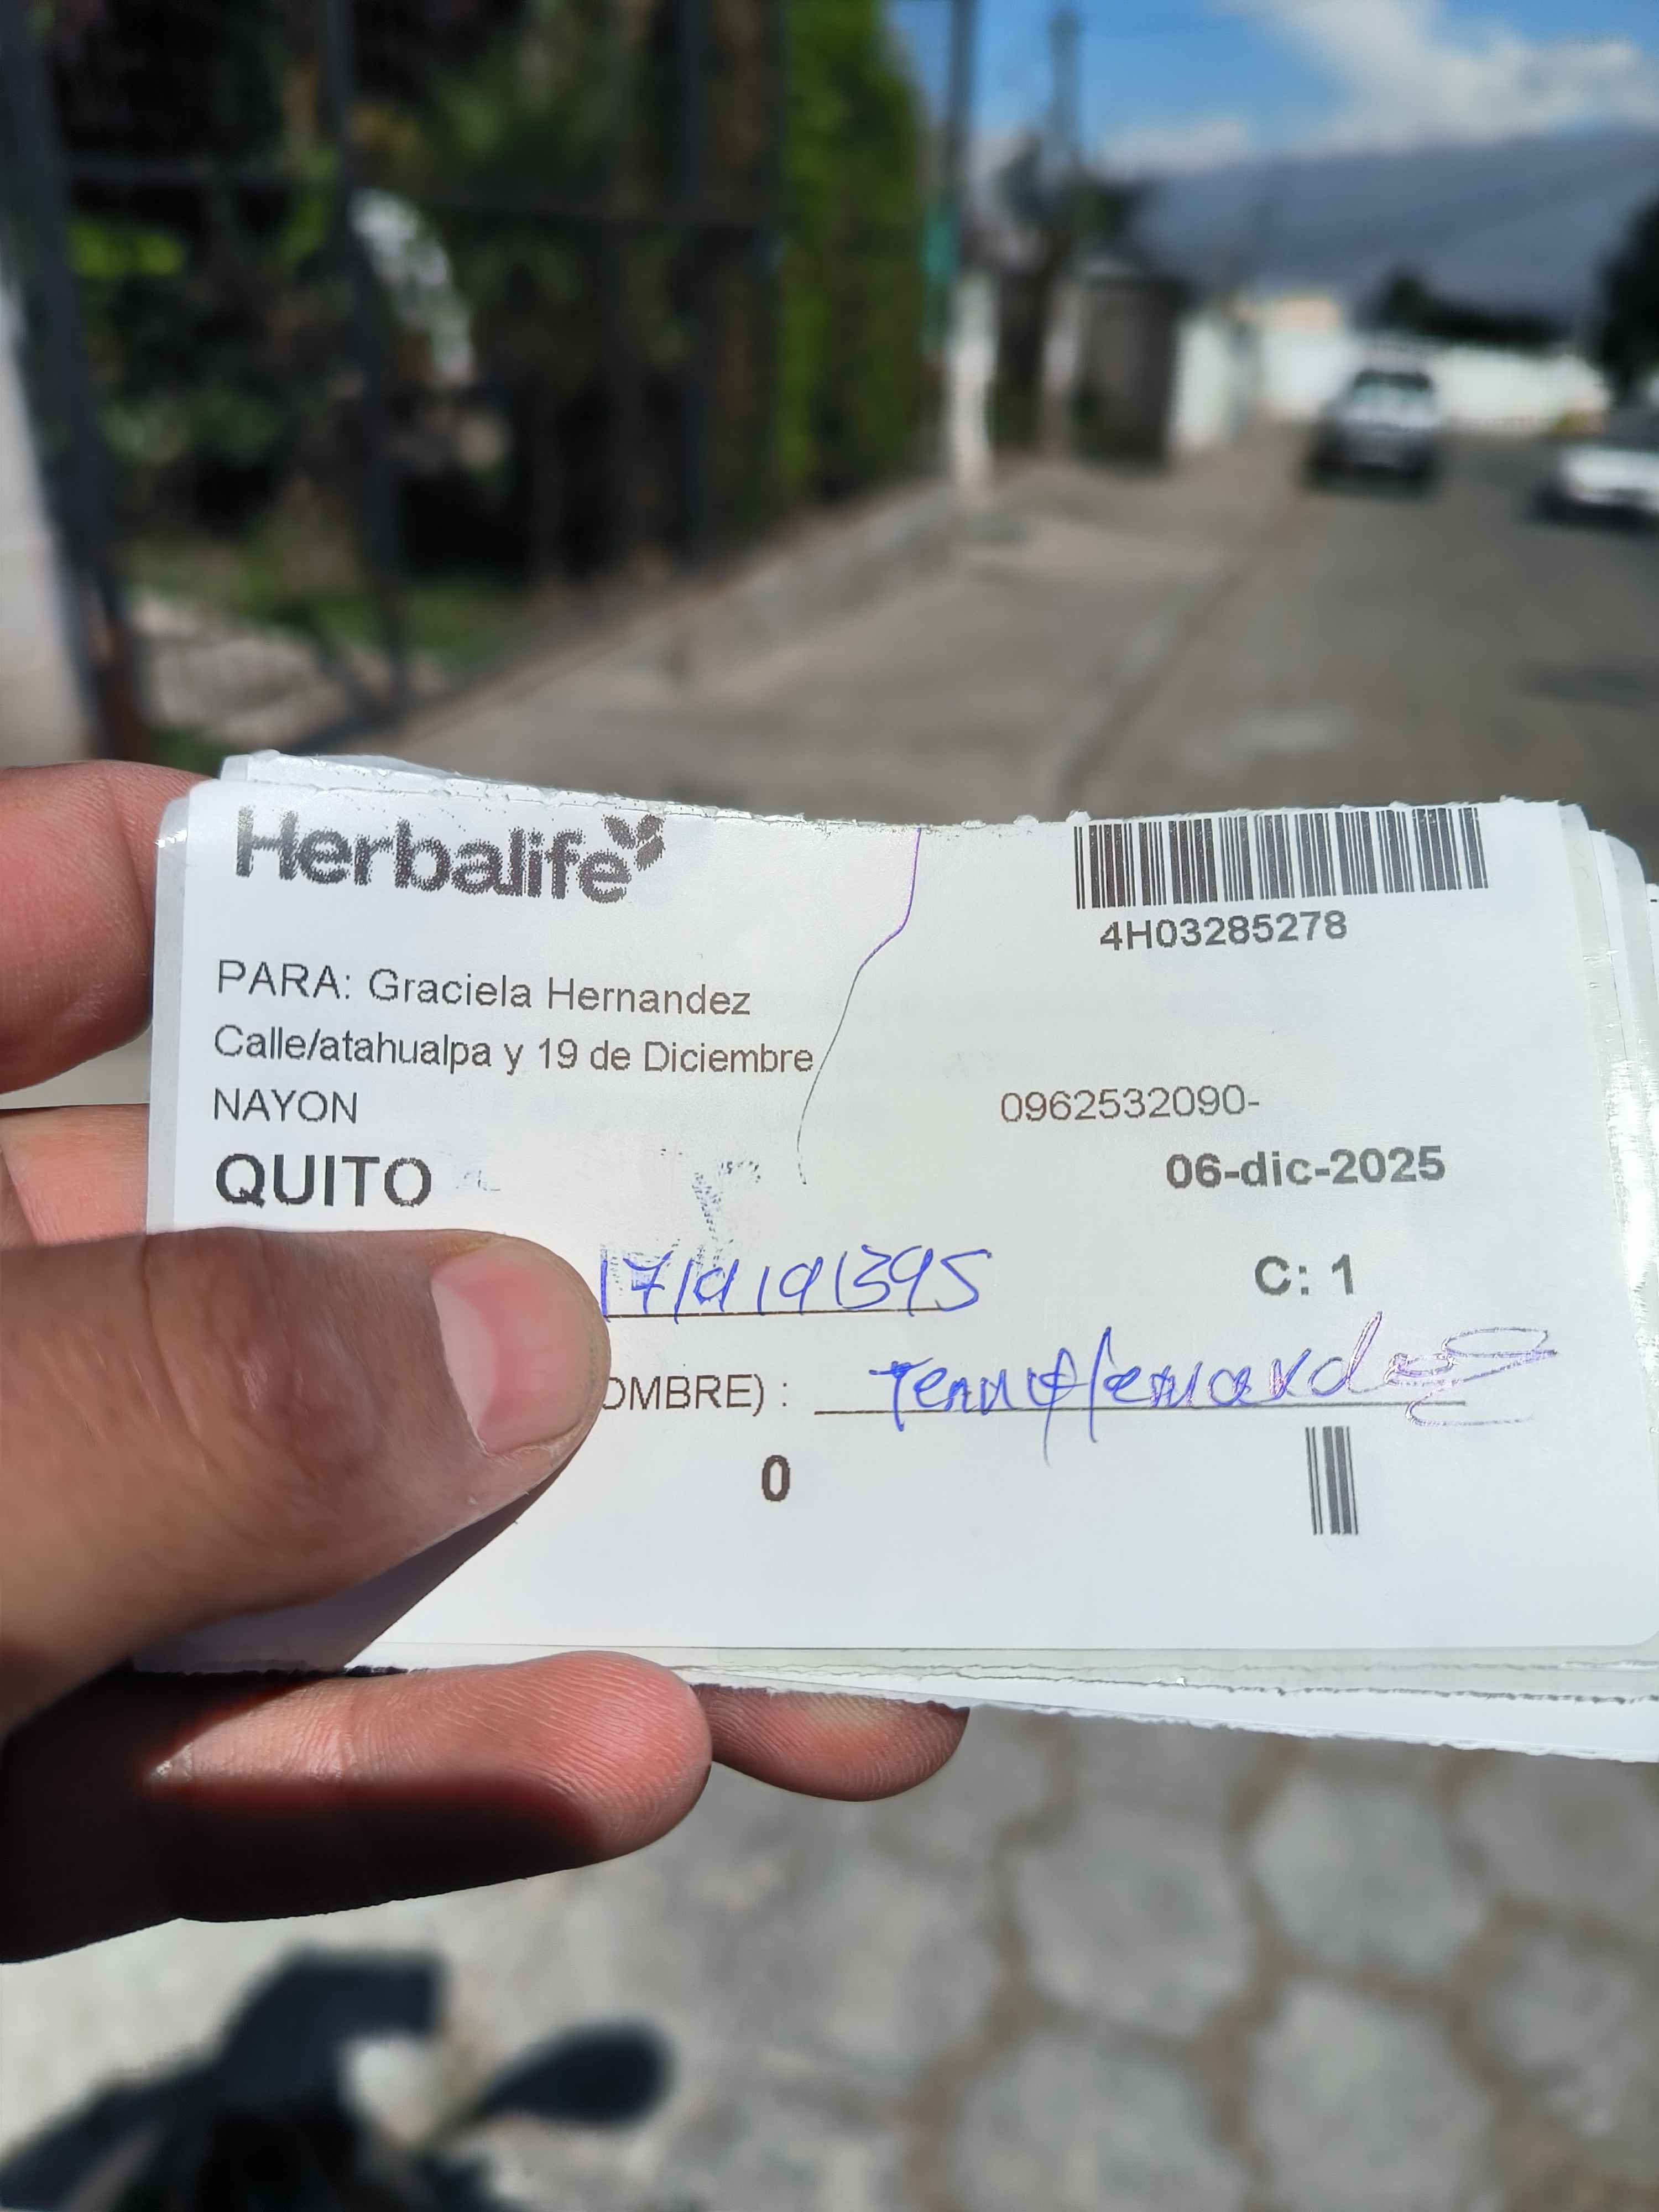 Herbalife
4H03285278
PARA: Graciela Hernandez
Calle/atahualpa y 19 de Diciembre
NAYON
0962532090-
QUITO
06-dic-2025
C: 1
OMBRE) :
0